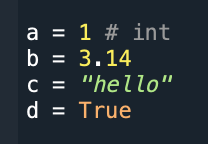 a = 1 # int
b = 3.14
c = "hello"
d = True